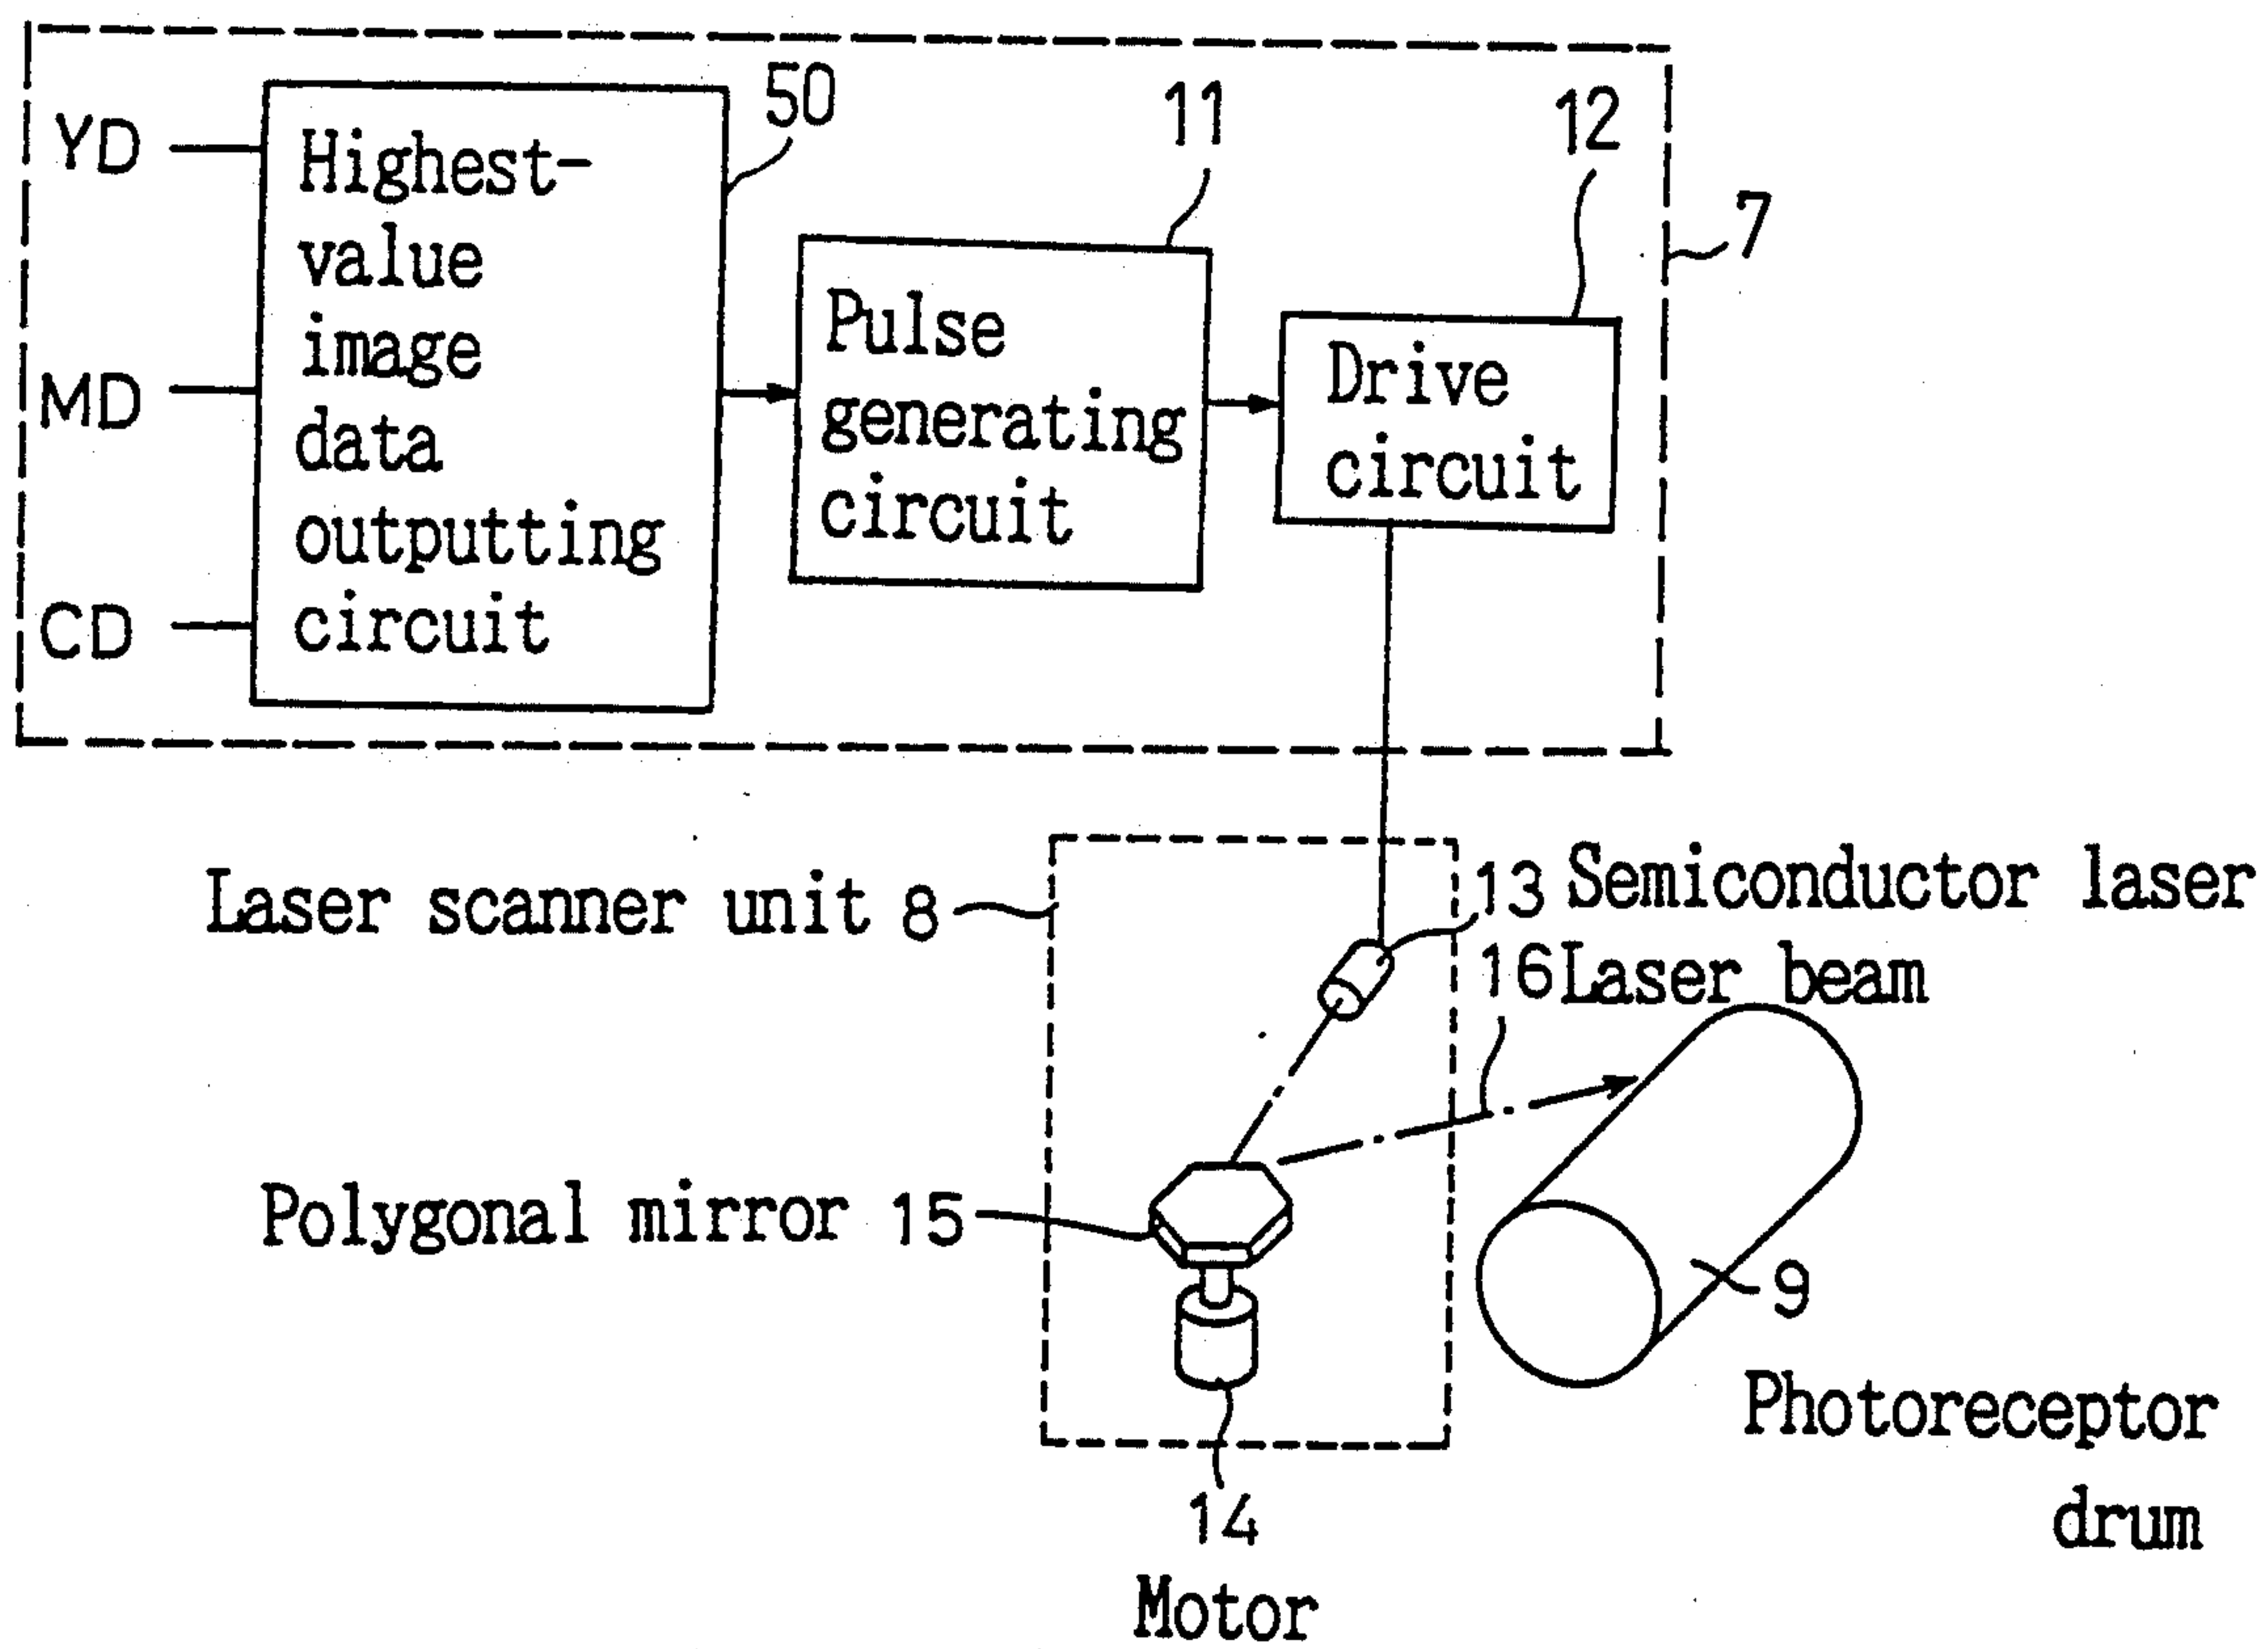 50
11
12
7
YD
MD
CD
Highest-
value
image
data
outputting
circuit
Pulse
generating
circuit
Drive
circuit
Laser scanner unit 8
13 Semiconductor laser
16 Laser beam
Polygonal mirror 15
9
Photoreceptor
drum
14
Motor